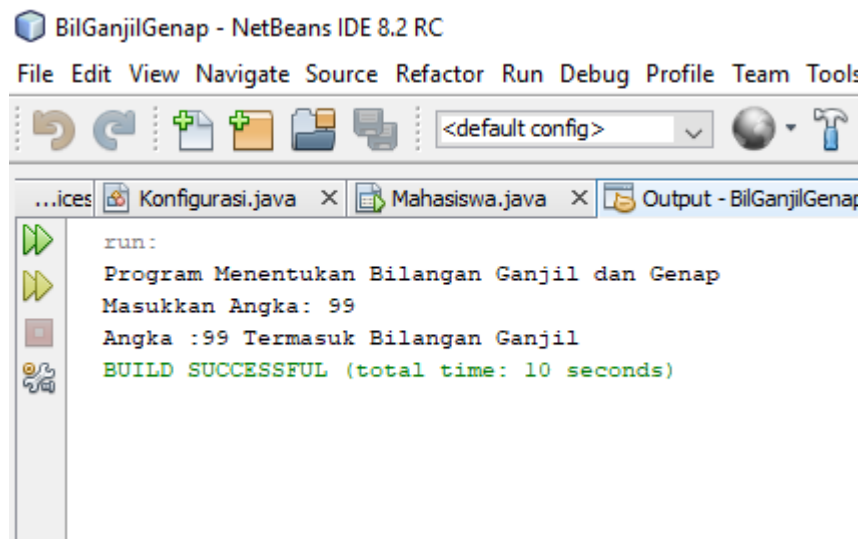 BilGanjilGenap - NetBeans IDE 8.2 RC
File Edit View Navigate Source Refactor Run Debug Profile Team Tools
<default config>
...ices Konfigurasi.java Mahasiswa.java Output - BilGanjilGenap
run:
Program Menentukan Bilangan Ganjil dan Genap
Masukkan Angka: 99
Angka :99 Termasuk Bilangan Ganjil
BUILD SUCCESSFUL (total time: 10 seconds)